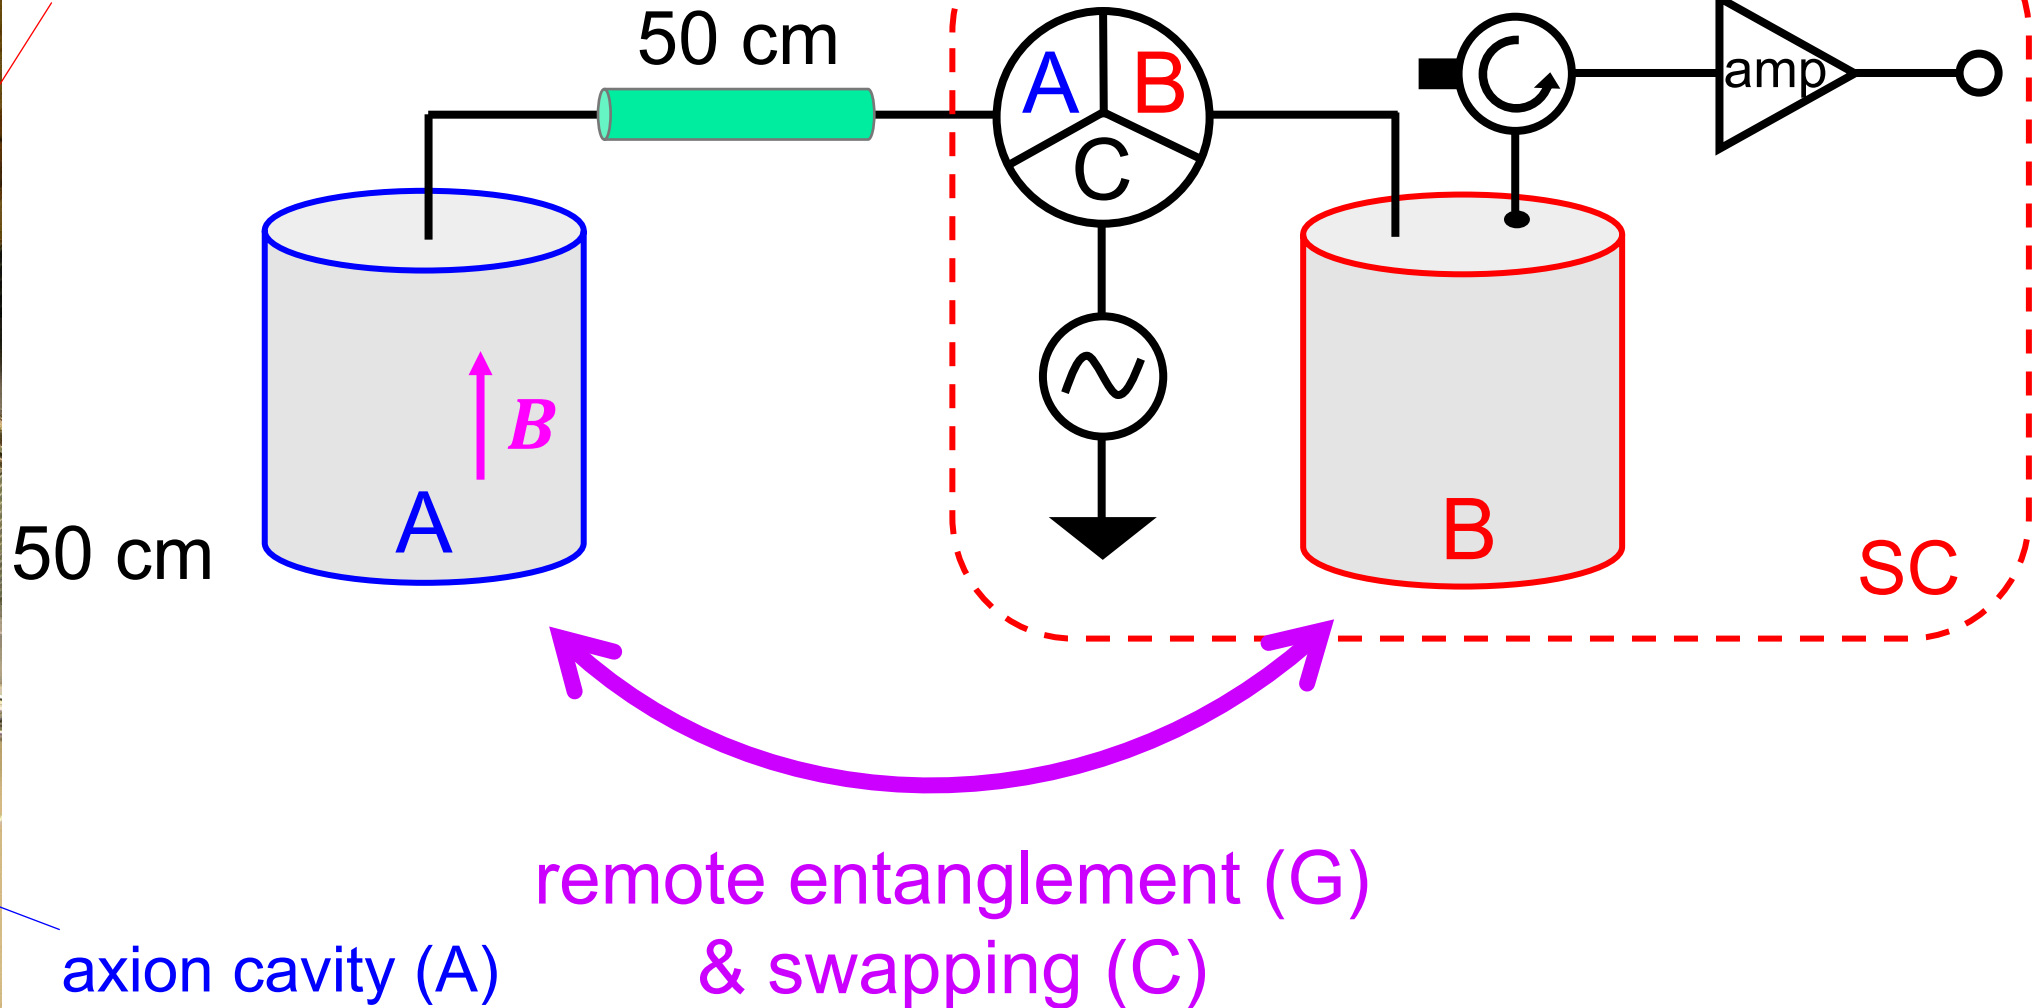 50 cm
A B
C
amp
B
A
B
50 cm
SC
remote entanglement (G)
& swapping (C)
axion cavity (A)